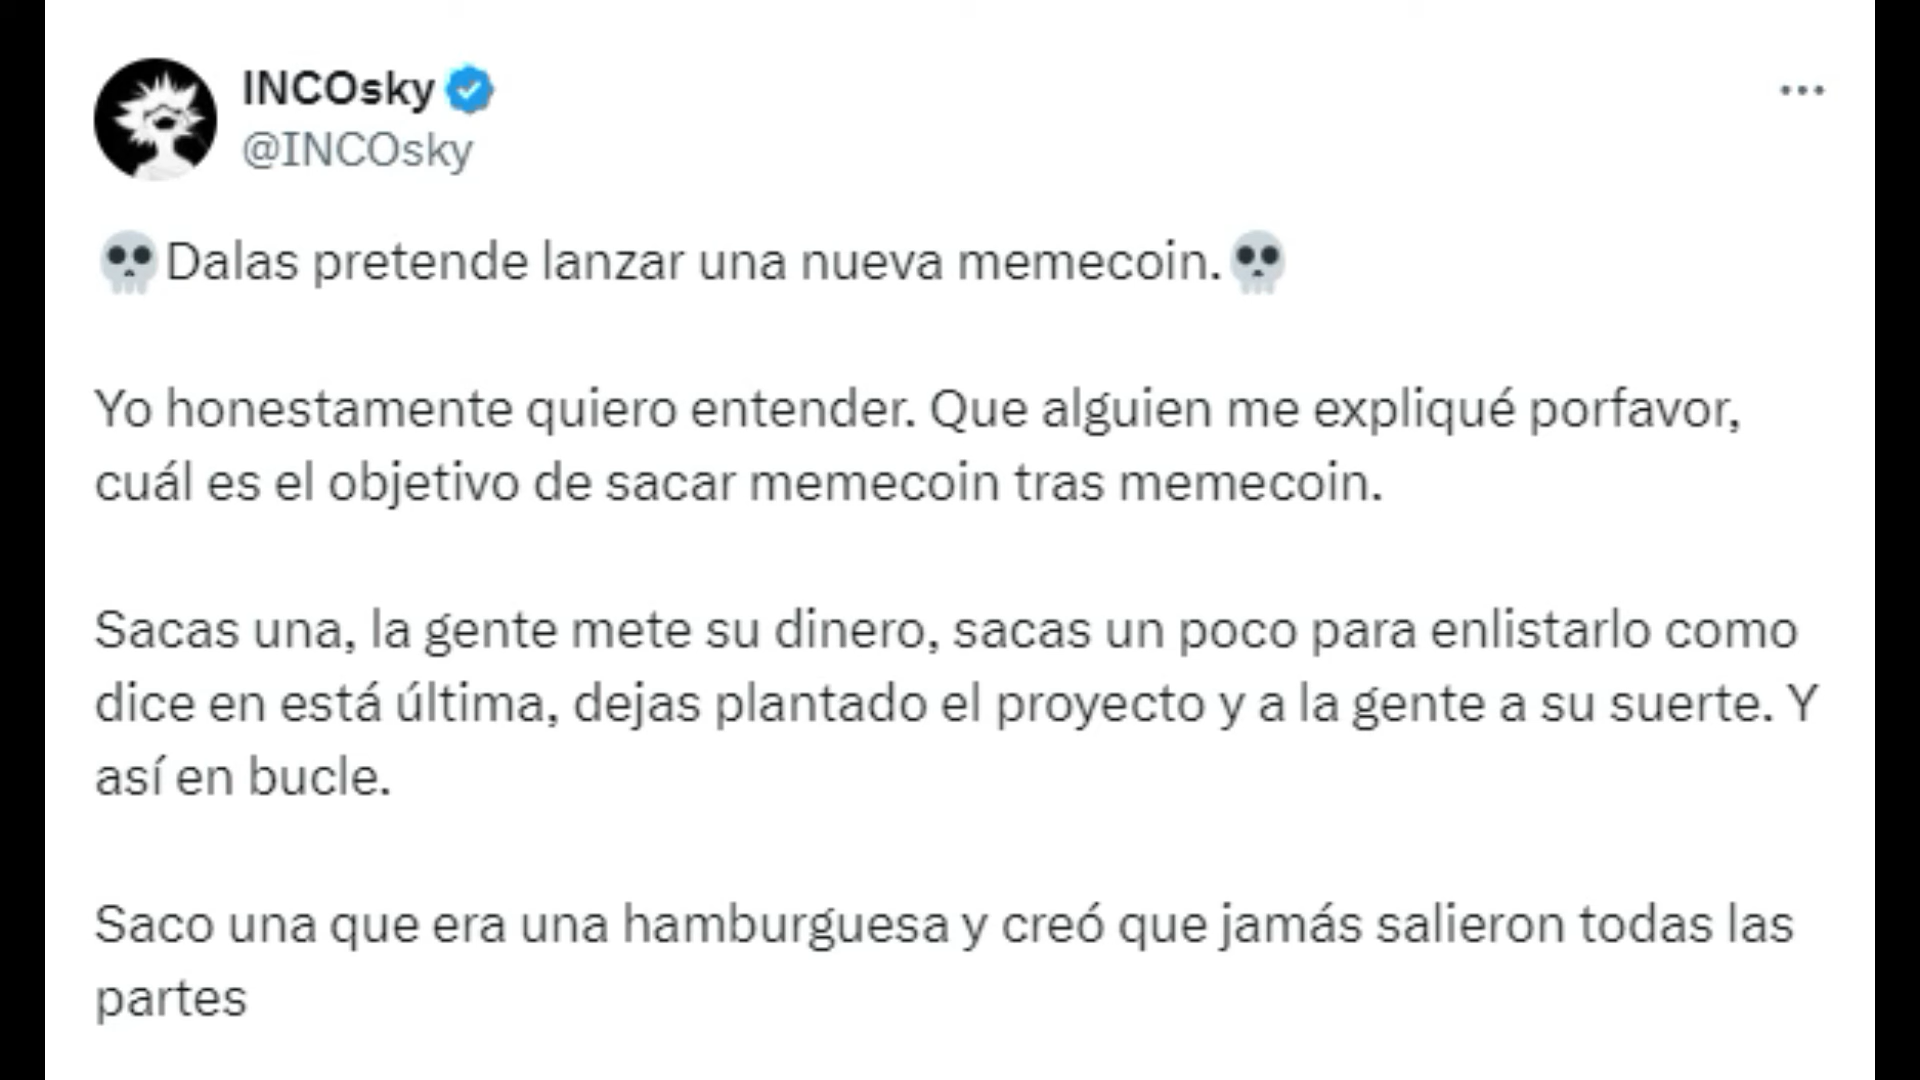 INCOsky
@INCOsky
💀Dalas pretende lanzar una nueva memecoin.💀
Yo honestamente quiero entender. Que alguien me expliqué porfavor,
cuál es el objetivo de sacar memecoin tras memecoin.
Sacas una, la gente mete su dinero, sacas un poco para enlistarlo como
dice en está última, dejas plantado el proyecto y a la gente a su suerte. Y
así en bucle.
Saco una que era una hamburguesa y creó que jamás salieron todas las
partes